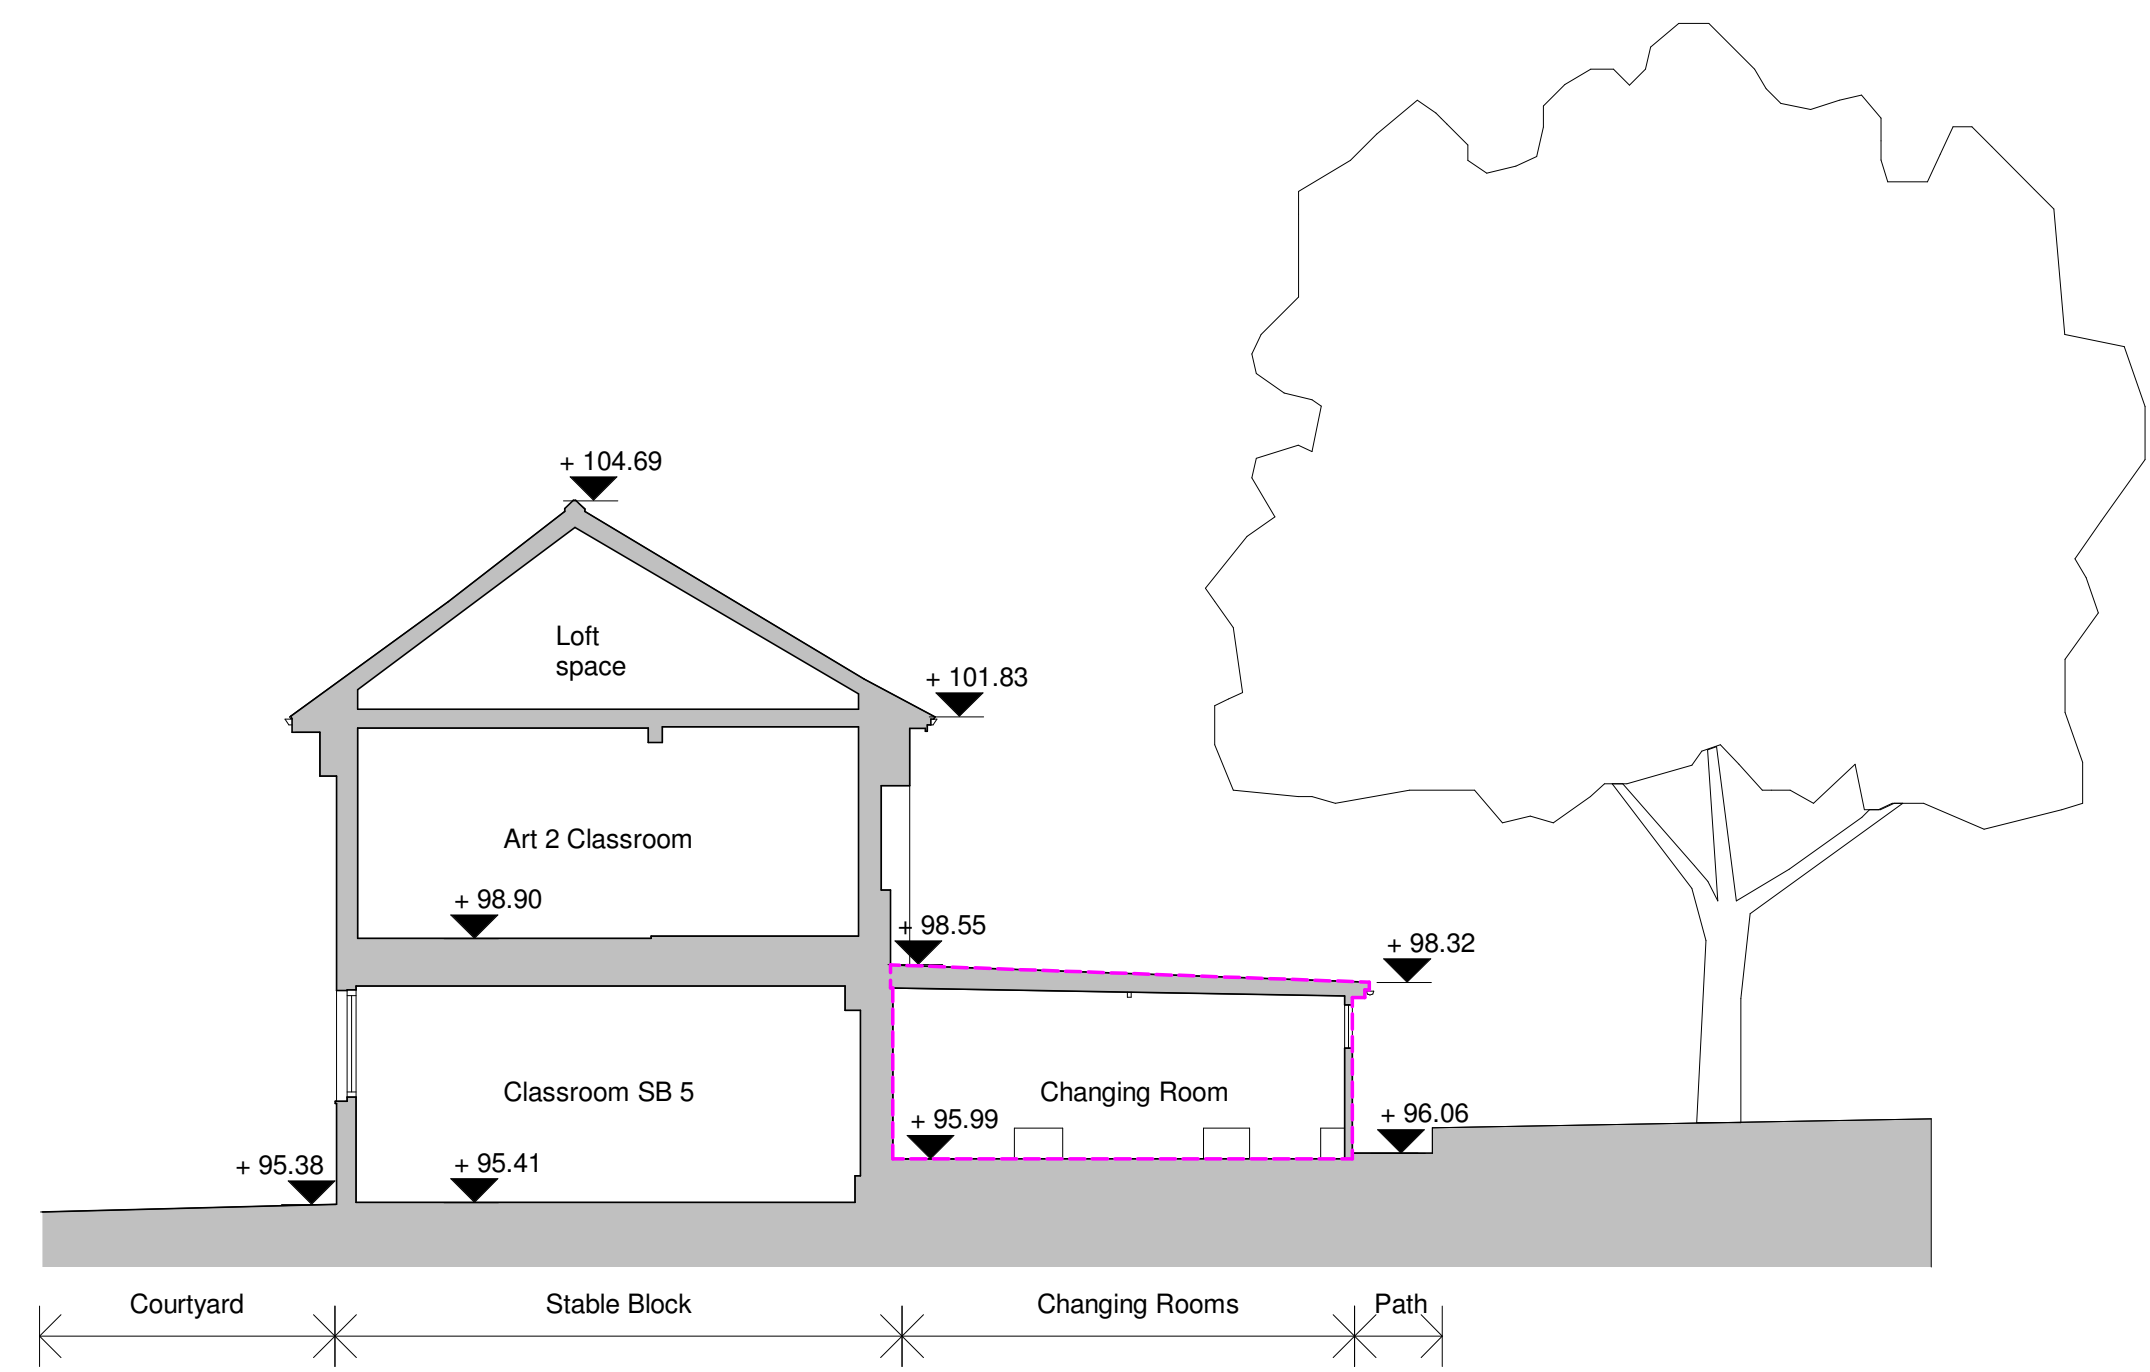 + 104.69
Loft
space
+ 101.83
Art 2 Classroom
+ 98.90
+ 98.55
+ 98.32
Classroom SB 5
Changing Room
+ 95.99
+ 96.06
+ 95.38
+ 95.41
Courtyard
Stable Block
Changing Rooms
Path